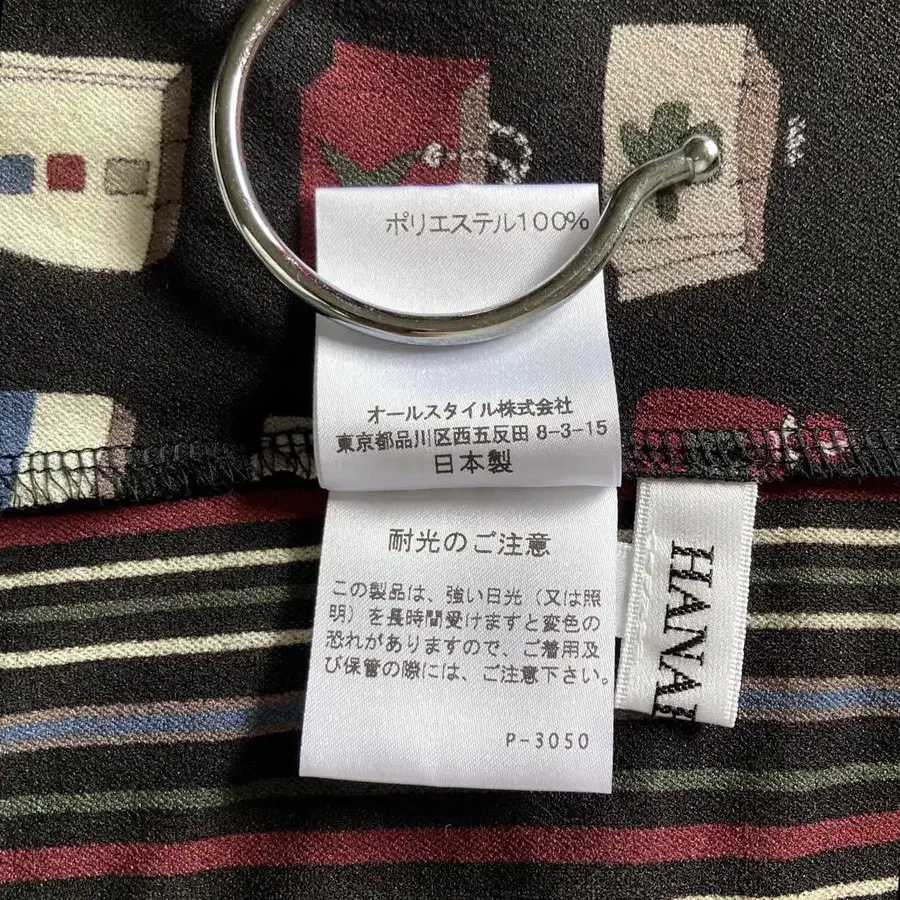 ポリエステル100%
オールスタイル株式会社
東京都品川区西五反田 8-3-15
日本製
耐光のご注意
この製品は、強い日光（又は照
明）を長時間受けますと変色の
恐れがありますので、ご着用及
び保管の際には、ご注意下さい。
P-3050